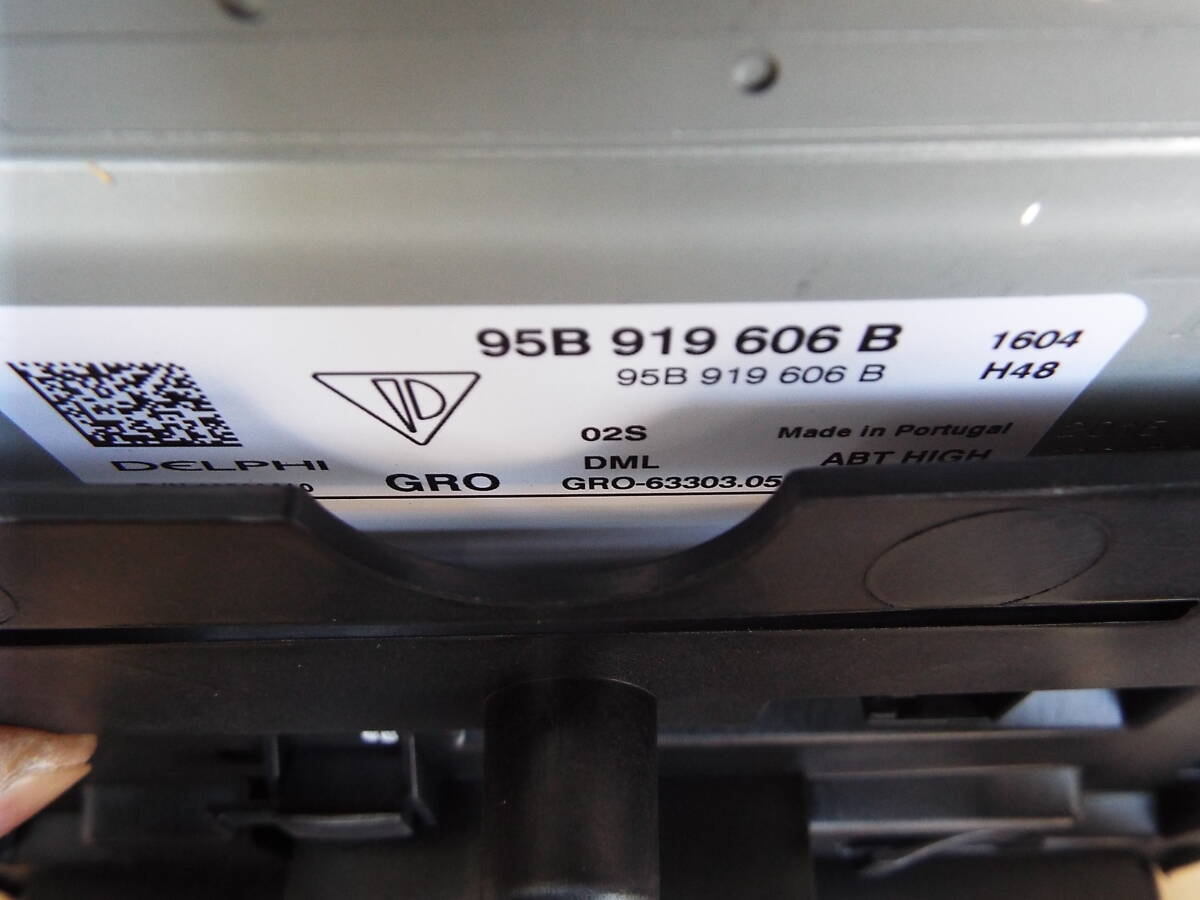 95B 919 606 B 1604
95B 919 606 B H48
02S Made in Portugal
DELPHI DML ABT HIGH
GRO GRO-63303.05